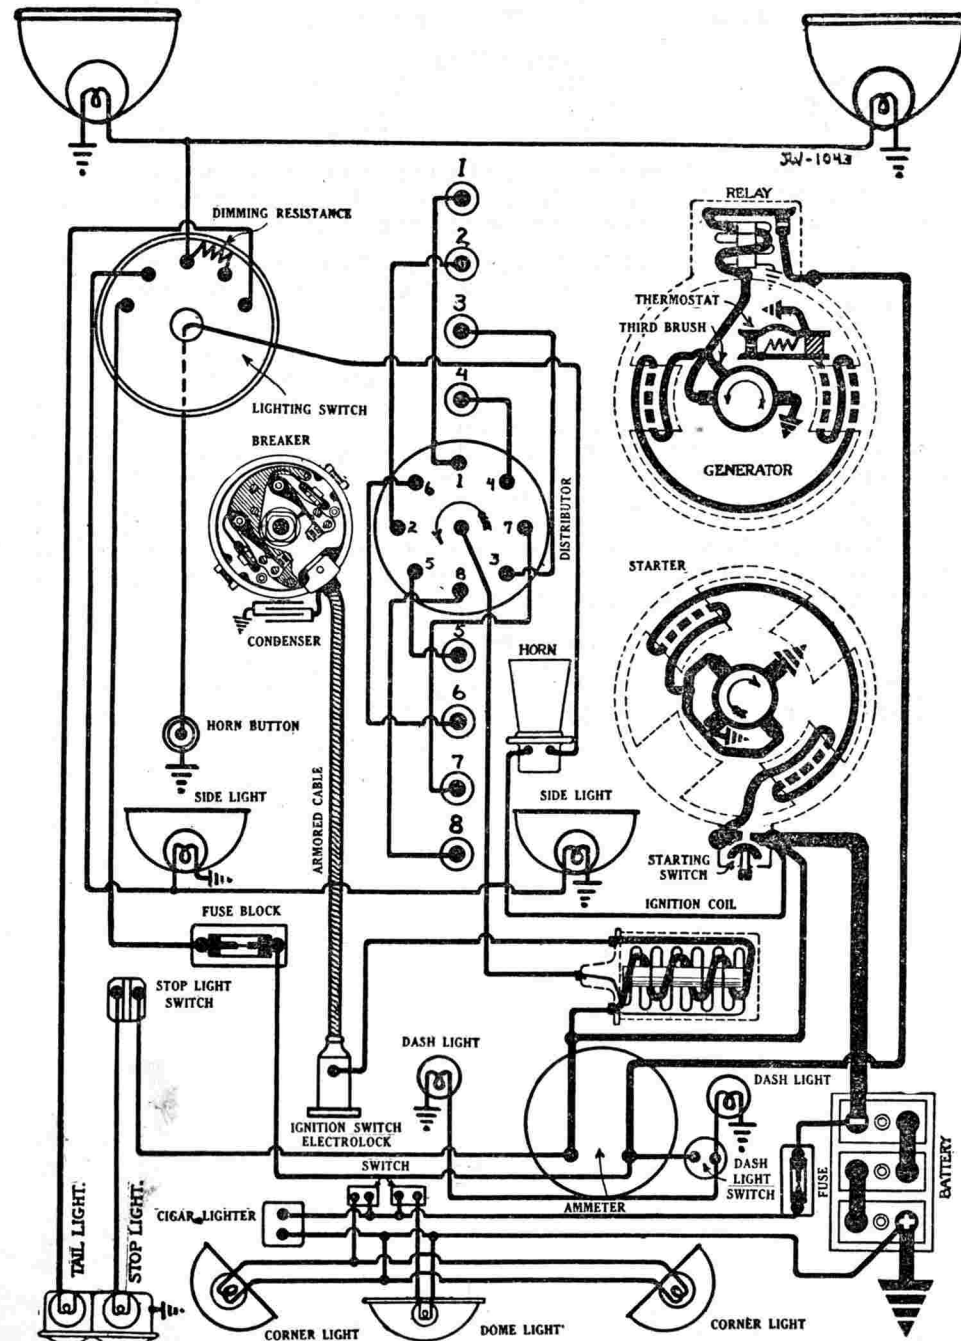 JW-1043
1
RELAY
DIMMING RESISTANCE
2
3
THERMOSTAT
THIRD BRUSH
4
LIGHTING SWITCH
BREAKER
GENERATOR
1
6
4
2
7
5
3
8
DISTRIBUTOR
STARTER
CONDENSER
5
HORN
6
HORN BUTTON
7
SIDE LIGHT
ARMORED CABLE
SIDE LIGHT
8
STARTING
SWITCH
IGNITION COIL
FUSE BLOCK
STOP LIGHT
SWITCH
DASH LIGHT
DASH LIGHT
IGNITION SWITCH
ELECTROLOCK
SWITCH
DASH
LIGHT
SWITCH
FUSE
BATTERY
AMMETER
CIGAR LIGHTER
TAIL LIGHT.
STOP LIGHT.
CORNER LIGHT
DOME LIGHT
CORNER LIGHT